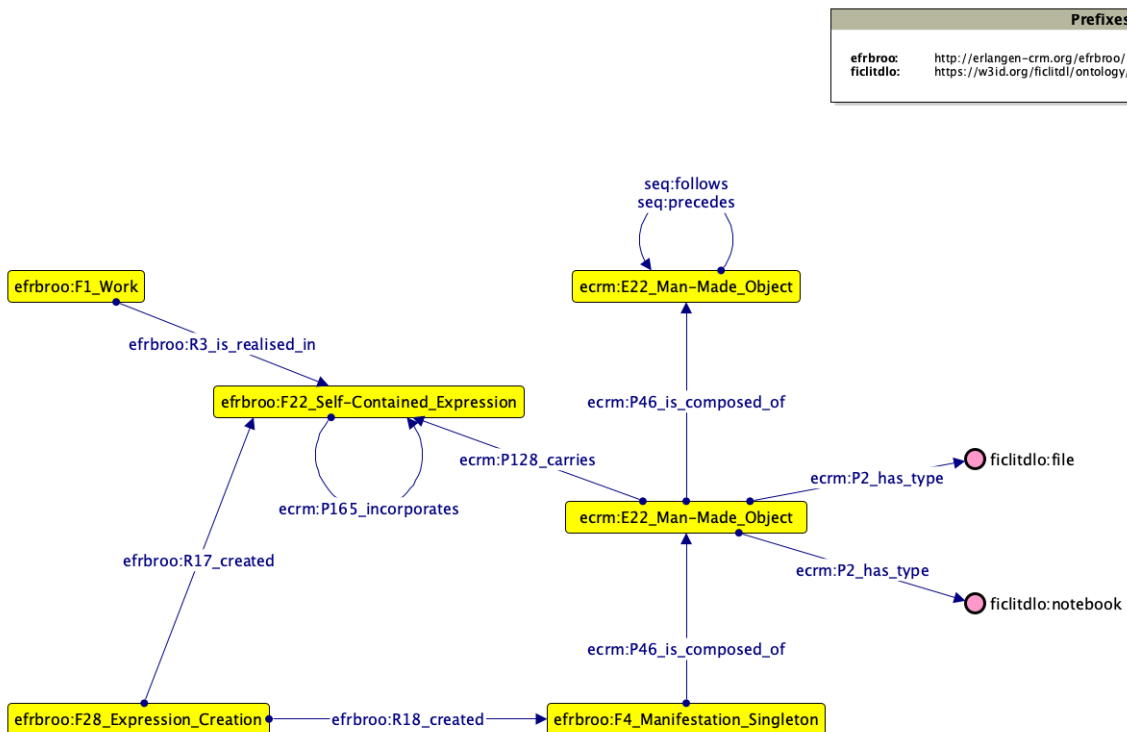 Prefixes
efrbroo: http://erlangen-crm.org/efrbroo/
ficlitdlo: https://w3id.org/ficlitdl/ontology/
seq:follows
seq:precedes
efrbroo:F1_Work
ecrm:E22_Man-Made_Object
efrbroo:R3_is_realised_in
efrbroo:F22_Self-Contained_Expression
ecrm:P46_is_composed_of
ecrm:P128_carries
ficlitdlo:file
ecrm:P2_has_type
ecrm:P165_incorporates
ecrm:E22_Man-Made_Object
efrbroo:R17_created
ecrm:P2_has_type
ficlitdlo:notebook
ecrm:P46_is_composed_of
efrbroo:F28_Expression_Creation
efrbroo:R18_created
efrbroo:F4_Manifestation_Singleton